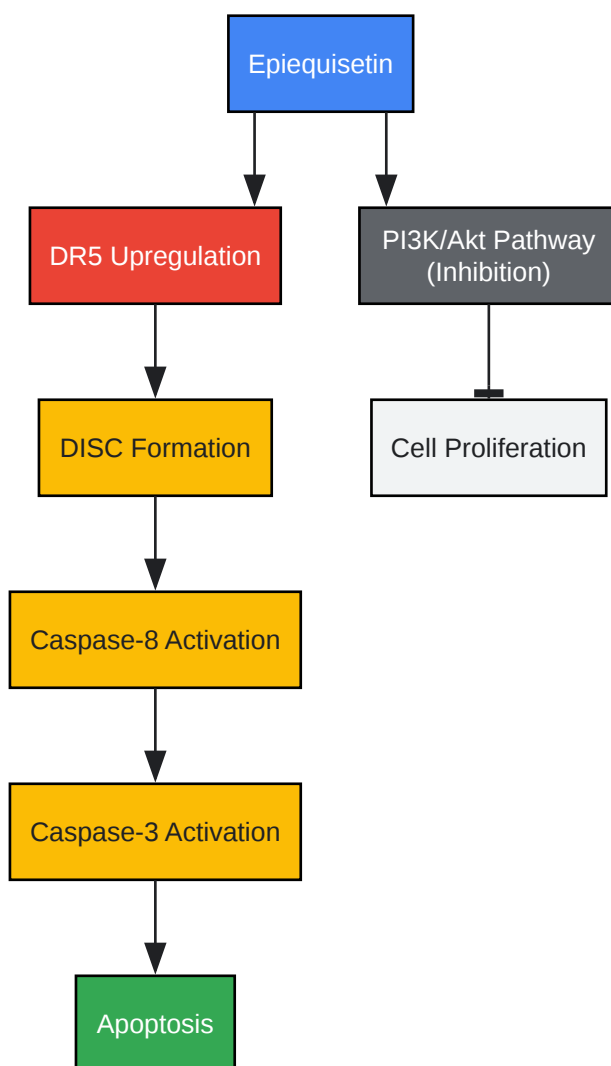 Epiequisetin
DR5 Upregulation
PI3K/Akt Pathway
(Inhibition)
DISC Formation
Cell Proliferation
Caspase-8 Activation
Caspase-3 Activation
Apoptosis